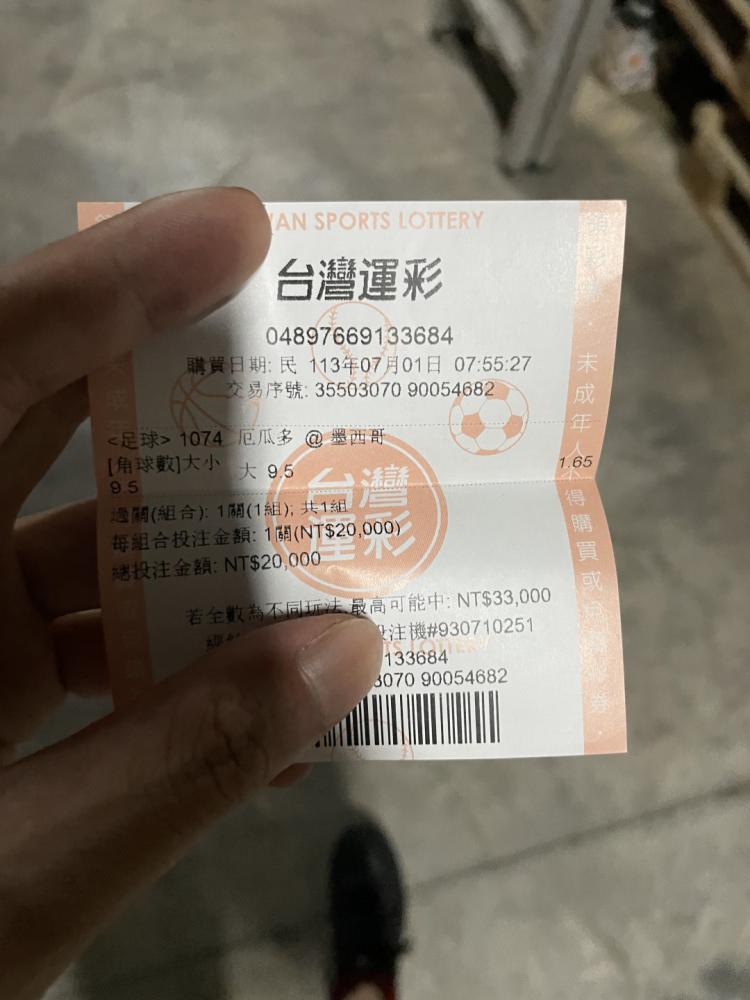 WAN SPORTS LOTTERY
台灣運彩
04897669133684
購買日期: 民 113年07月01日 07:55:27
交易序號: 35503070 90054682
<足球> 1074 厄瓜多 @ 墨西哥
[角球數]大小 大 9.5 1.65
9.5
過關(組合): 1關(1組); 共1組
每組合投注金額: 1關(NT$20,000)
總投注金額: NT$20,000
台灣
運彩
若全數為不同玩法,最高可能中: NT$33,000
投注機#930710251
TS LOTTER
133684
3070 90054682
未成年人不得購買或兌
券